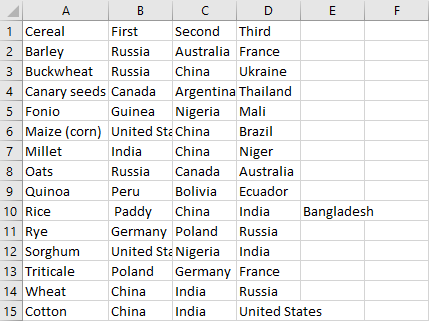 A B C D E F
1 Cereal First Second Third
2 Barley Russia Australia France
3 Buckwheat Russia China Ukraine
4 Canary seeds Canada Argentina Thailand
5 Fonio Guinea Nigeria Mali
6 Maize (corn) United Sta China Brazil
7 Millet India China Niger
8 Oats Russia Canada Australia
9 Quinoa Peru Bolivia Ecuador
10 Rice Paddy China India Bangladesh
11 Rye Germany Poland Russia
12 Sorghum United Sta Nigeria India
13 Triticale Poland Germany France
14 Wheat China India Russia
15 Cotton China India United States